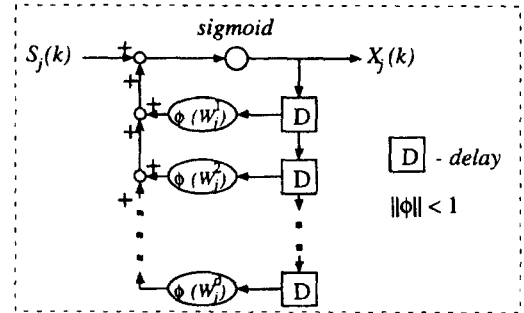 sigmoid
S_j(k) + X_j(k)
+
+ ϕ (W_j^1) D
+
+ ϕ (W_j^2) D
D - delay
+
||ϕ|| < 1
ϕ (W_j^p) D